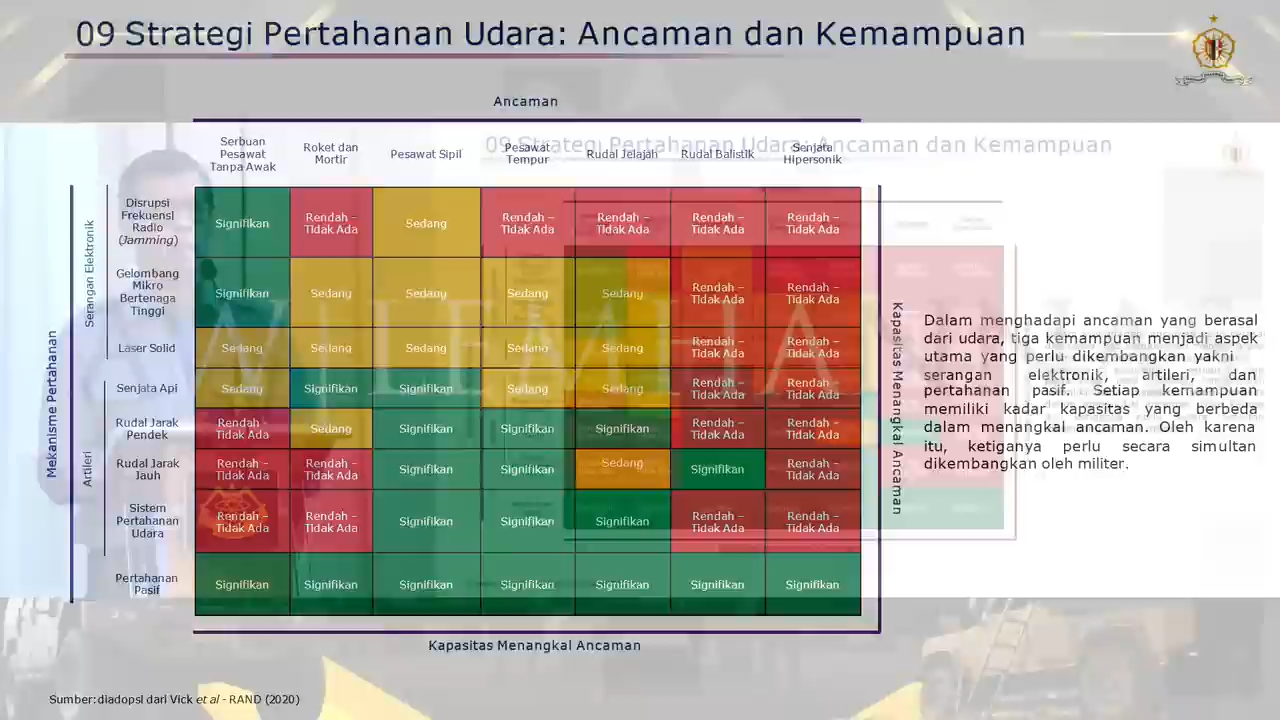 09 Strategi Pertahanan Udara: Ancaman dan Kemampuan
Ancaman
09 Strategi Pertahanan Udara: Ancaman dan Kemampuan
Serbuan Pesawat Tanpa Awak
Roket dan Mortir
Pesawat Sipil
Pesawat Tempur
Rudal Jelajah
Rudal Balistik
Senjata Hipersonik
Mekanisme Pertahanan
Serangan Elektronik
Disrupsi Frekuensi Radio (Jamming)
Signifikan
Rendah – Tidak Ada
Sedang
Rendah – Tidak Ada
Rendah – Tidak Ada
Rendah – Tidak Ada
Rendah – Tidak Ada
Gelombang Mikro Bertenaga Tinggi
Signifikan
Sedang
Sedang
Sedang
Sedang
Rendah – Tidak Ada
Rendah – Tidak Ada
Laser Solid
Sedang
Sedang
Sedang
Sedang
Sedang
Rendah – Tidak Ada
Rendah – Tidak Ada
Artileri
Senjata Api
Sedang
Signifikan
Signifikan
Sedang
Sedang
Rendah – Tidak Ada
Rendah – Tidak Ada
Rudal Jarak Pendek
Rendah – Tidak Ada
Sedang
Signifikan
Signifikan
Signifikan
Rendah – Tidak Ada
Rendah – Tidak Ada
Rudal Jarak Jauh
Rendah – Tidak Ada
Rendah – Tidak Ada
Signifikan
Signifikan
Sedang
Signifikan
Rendah – Tidak Ada
Sistem Pertahanan Udara
Rendah – Tidak Ada
Rendah – Tidak Ada
Signifikan
Signifikan
Signifikan
Rendah – Tidak Ada
Rendah – Tidak Ada
Pertahanan Pasif
Signifikan
Signifikan
Signifikan
Signifikan
Signifikan
Signifikan
Signifikan
Kapasitas Menangkal Ancaman
Kapasitas Menangkal Ancaman
Dalam menghadapi ancaman yang berasal
dari udara, tiga kemampuan menjadi aspek
utama yang perlu dikembangkan yakni
serangan elektronik, artileri, dan
pertahanan pasif. Setiap kemampuan
memiliki kadar kapasitas yang berbeda
dalam menangkal ancaman. Oleh karena
itu, ketiganya perlu secara simultan
dikembangkan oleh militer.
Sumber: diadopsi dari Vick et al - RAND (2020)